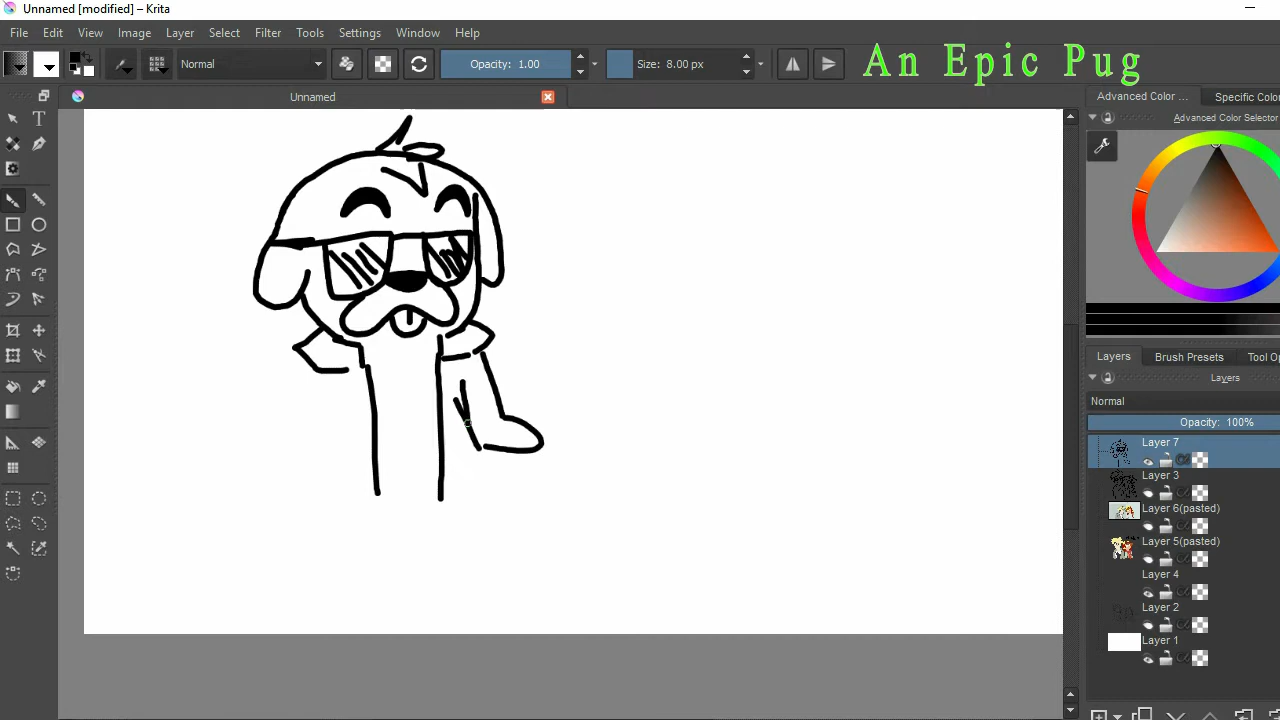 Unnamed [modified] – Krita
File Edit View Image Layer Select Filter Tools Settings Window Help
Normal Opacity: 1.00 Size: 8.00 px An Epic Pug
Unnamed Advanced Color ... Specific Color
Advanced Color Selector
Layers Brush Presets Tool Op
Layers
Normal
Opacity: 100%
Layer 7
Layer 3
Layer 6(pasted)
Layer 5(pasted)
Layer 4
Layer 2
Layer 1